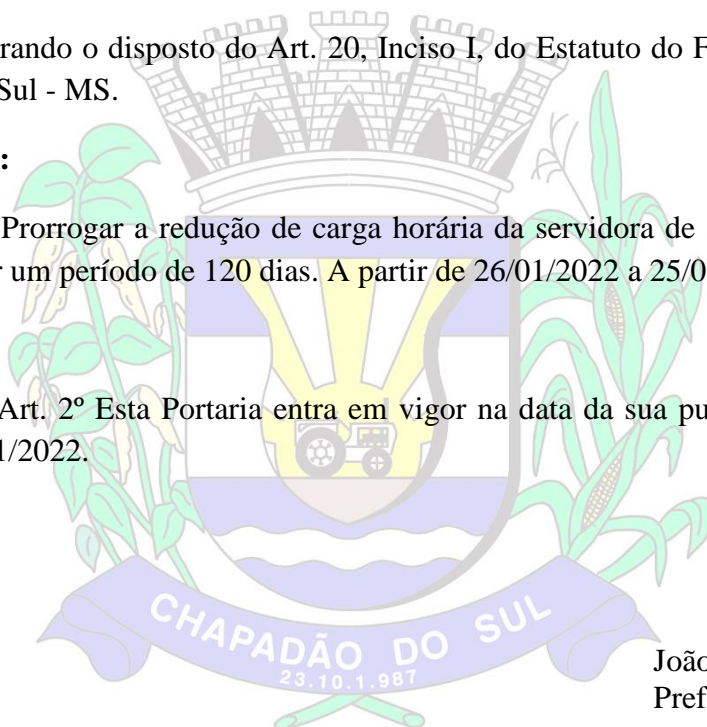 rando o disposto do Art. 20, Inciso I, do Estatuto do F
Sul - MS.
:
Prorrogar a redução de carga horária da servidora de
r um período de 120 dias. A partir de 26/01/2022 a 25/0
Art. 2º Esta Portaria entra em vigor na data da sua pu
1/2022.
CHAPADÃO DO SUL
23.10.1.987
João
Pref